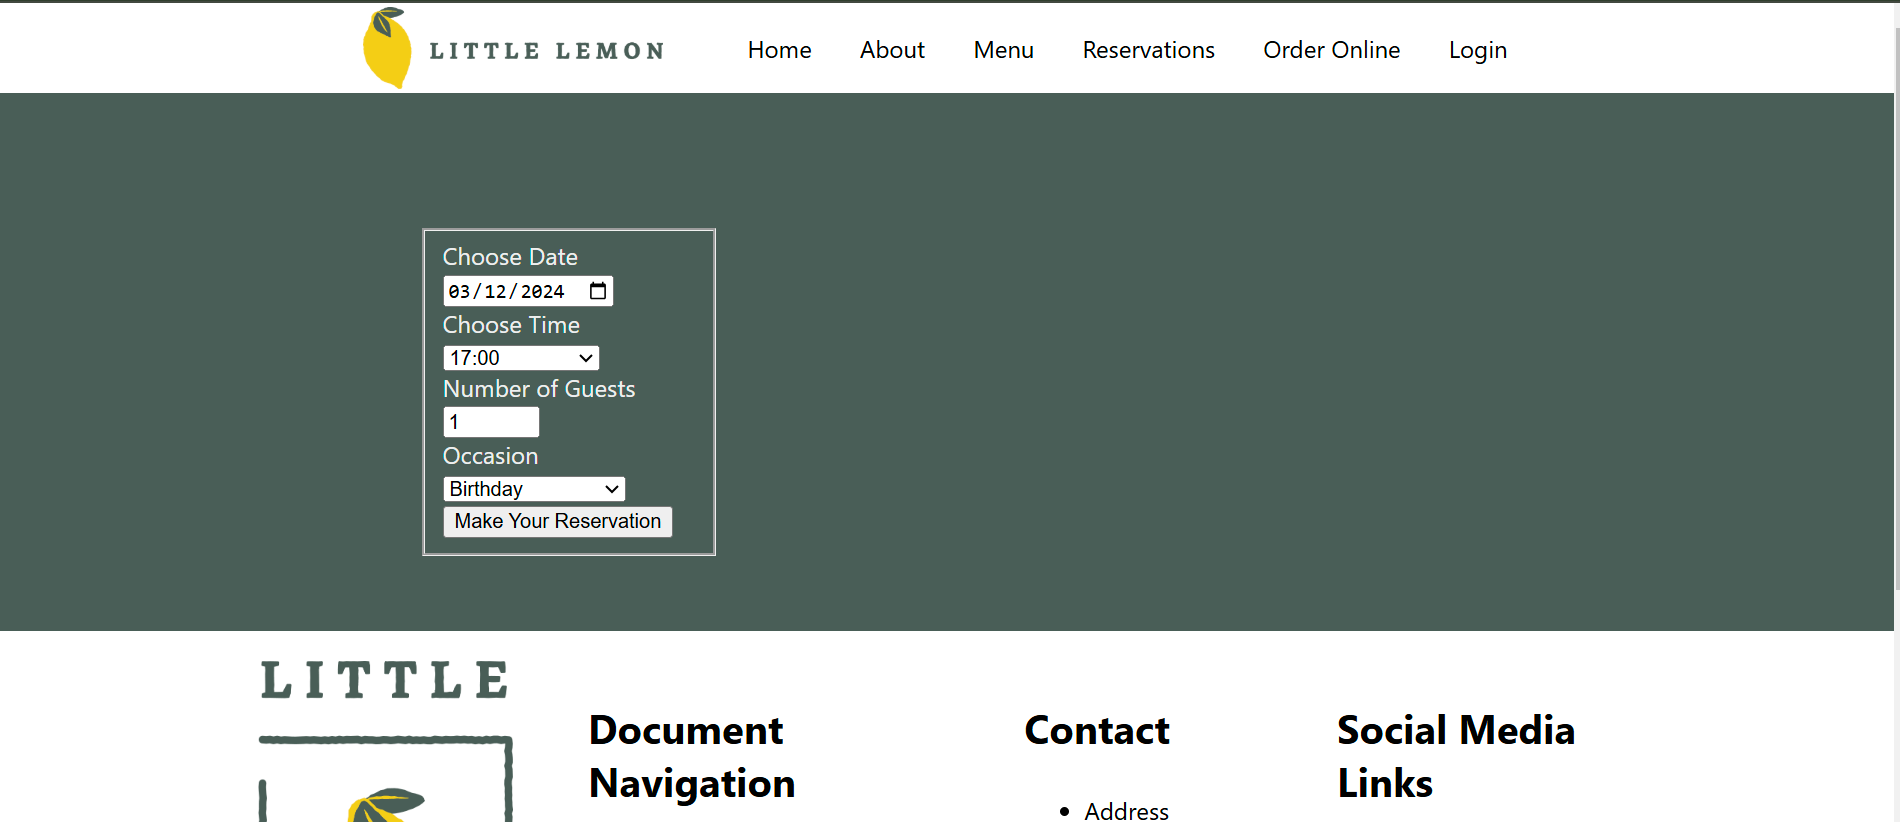 LITTLE LEMON
Home About Menu Reservations Order Online Login
Choose Date
03/12/2024
Choose Time
17:00
Number of Guests
1
Occasion
Birthday
Make Your Reservation
LITTLE
Document
Navigation
Contact
Address
Social Media
Links